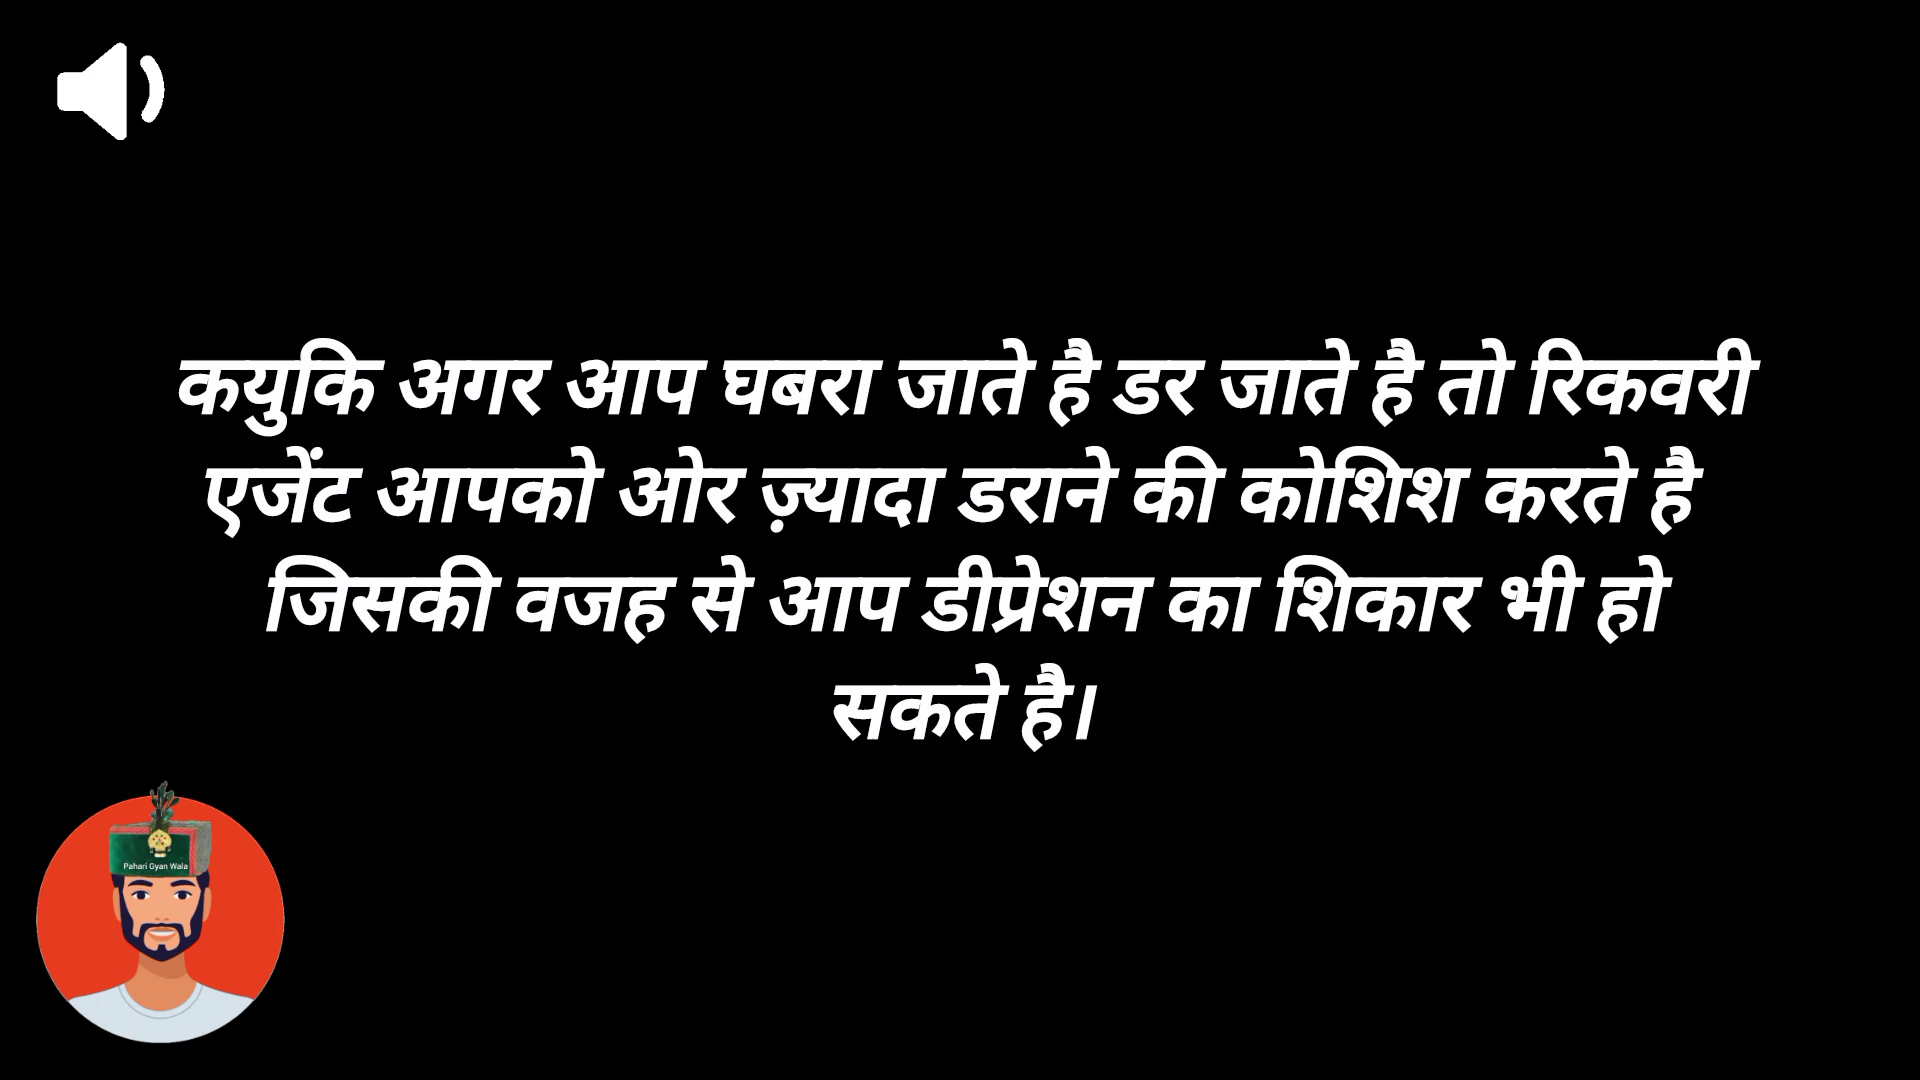 कयुकि अगर आप घबरा जाते है डर जाते है तो रिकवरी
एजेंट आपको ओर ज़्यादा डराने की कोशिश करते है
जिसकी वजह से आप डीप्रेशन का शिकार भी हो
सकते है।
Pahari Gyan Wala